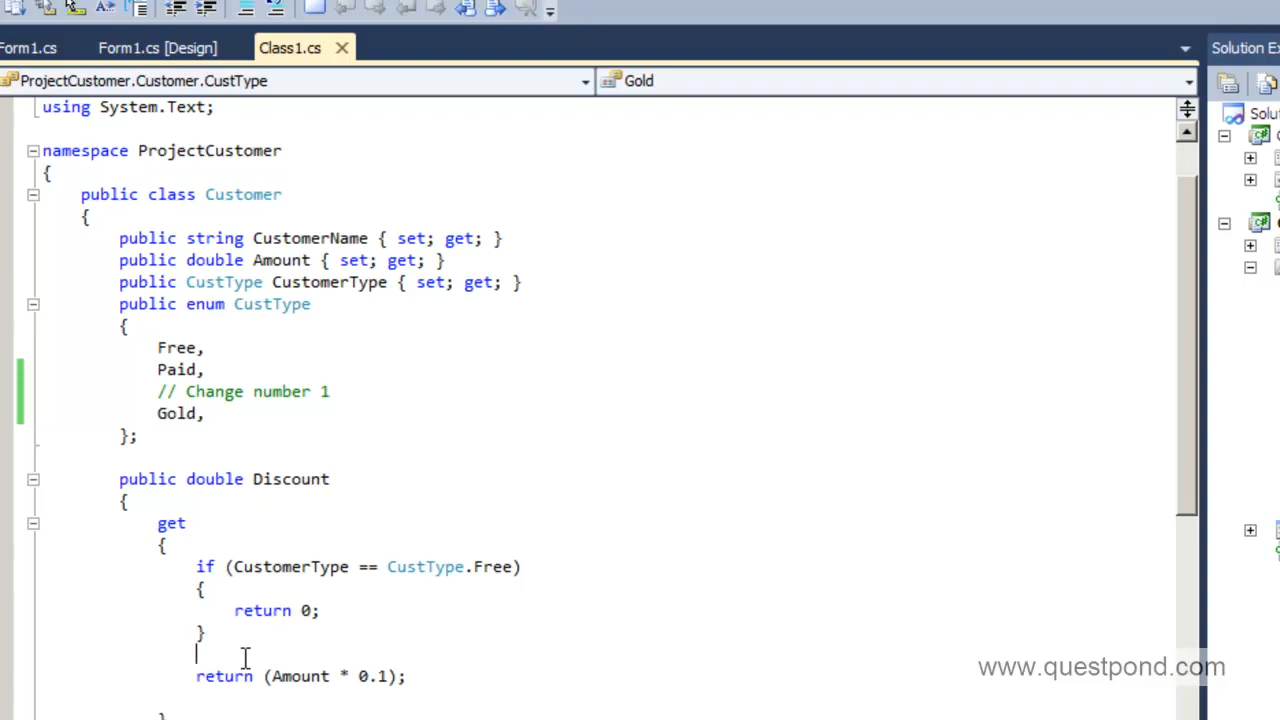 Form1.cs Form1.cs [Design] Class1.cs Solution Ex
ProjectCustomer.Customer.CustType Gold
using System.Text;
namespace ProjectCustomer
{
public class Customer
{
public string CustomerName { set; get; }
public double Amount { set; get; }
public CustType CustomerType { set; get; }
public enum CustType
{
Free,
Paid,
// Change number 1
Gold,
};
public double Discount
{
get
{
if (CustomerType == CustType.Free)
{
return 0;
}
return (Amount * 0.1);
}
Solut
www.questpond.com